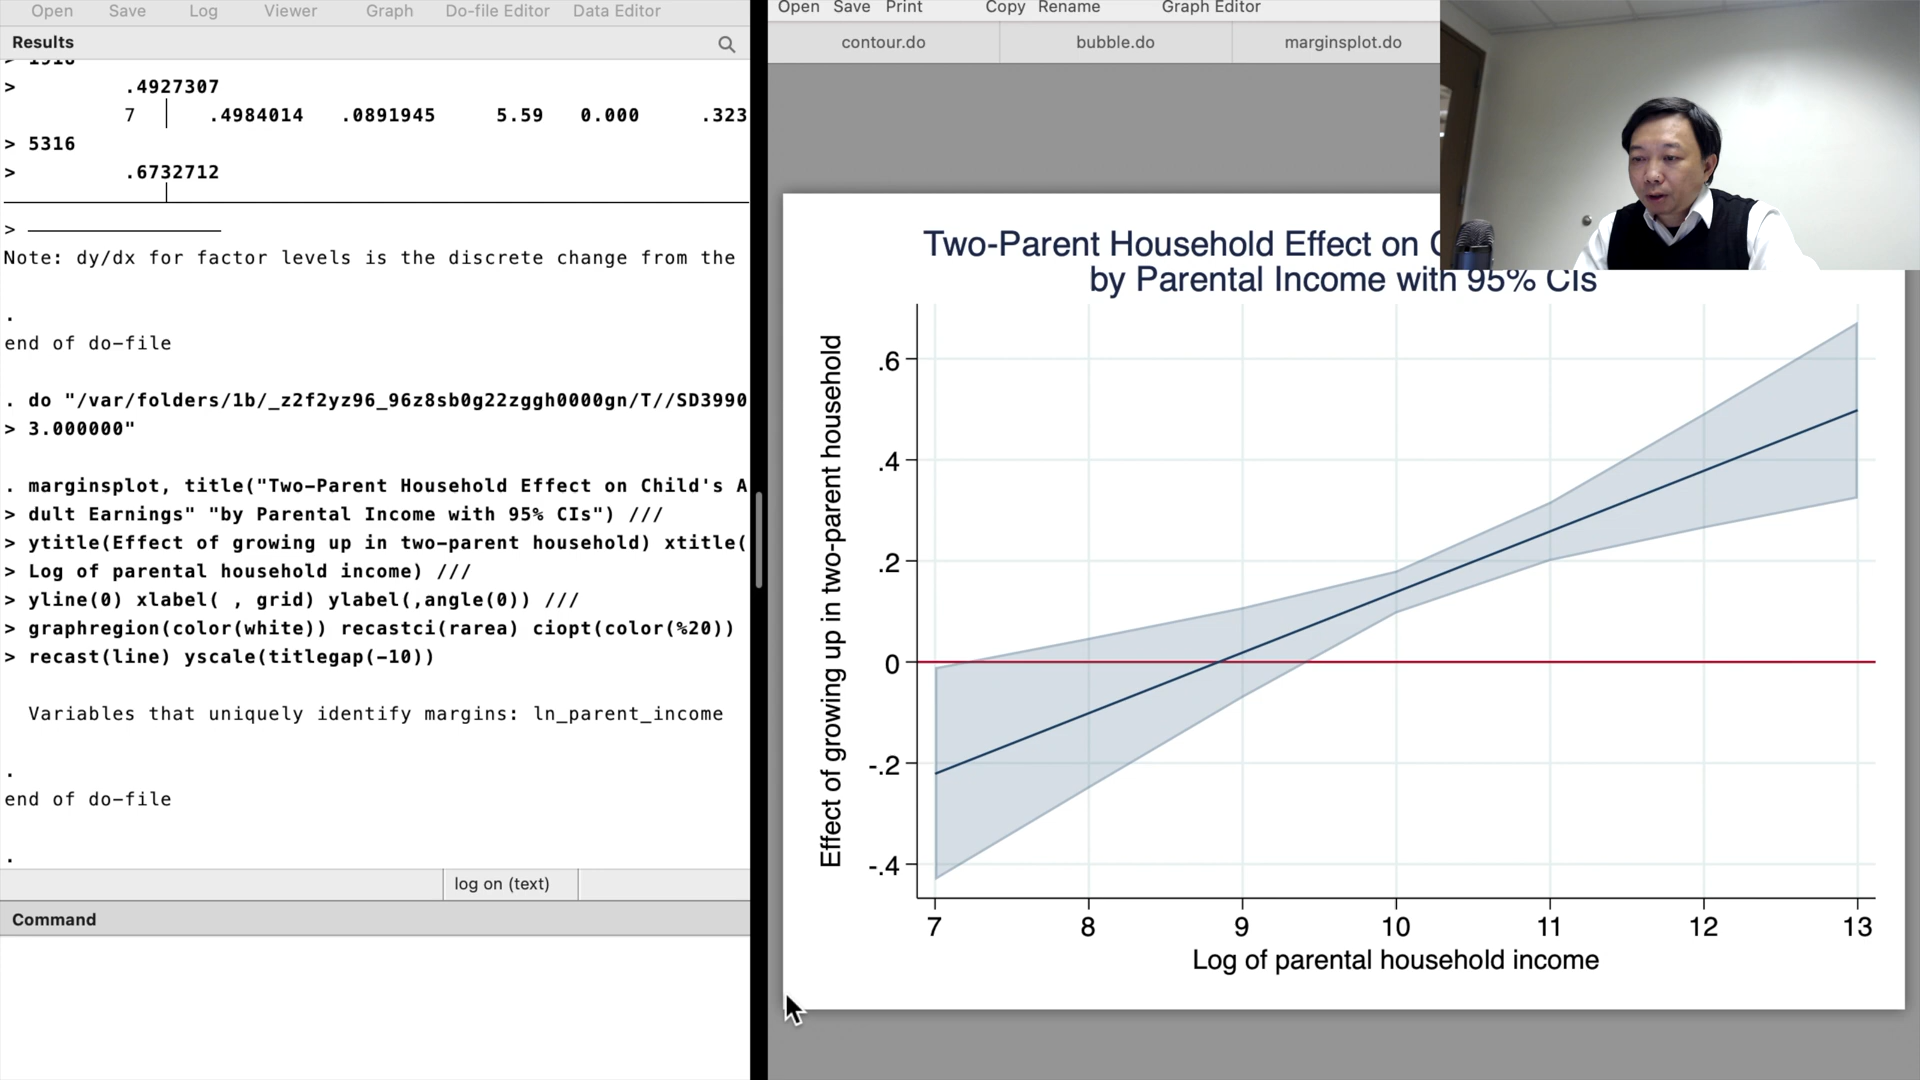 Open Save Log Viewer Graph Do-file Editor Data Editor
Results
> 1918
> .4927307
7 .4984014 .0891945 5.59 0.000 .323
> 5316
> .6732712
>
Note: dy/dx for factor levels is the discrete change from the
.
end of do-file
. do "/var/folders/1b/_z2f2yz96_96z8sb0g22zggh0000gn/T//SD3990
> 3.000000"
. marginsplot, title("Two-Parent Household Effect on Child's A
> dult Earnings" "by Parental Income with 95% CIs") ///
> ytitle(Effect of growing up in two-parent household) xtitle(
> Log of parental household income) ///
> yline(0) xlabel( , grid) ylabel(,angle(0)) ///
> graphregion(color(white)) recastci(rarea) ciopt(color(%20))
> recast(line) yscale(titlegap(-10))
Variables that uniquely identify margins: ln_parent_income
.
end of do-file
.
log on (text)
Command
Open Save Print Copy Rename Graph Editor
contour.do bubble.do marginsplot.do
Two-Parent Household Effect on
by Parental Income with 95% CIs
Effect of growing up in two-parent household
.6
.4
.2
0
-.2
-.4
7 8 9 10 11 12 13
Log of parental household income